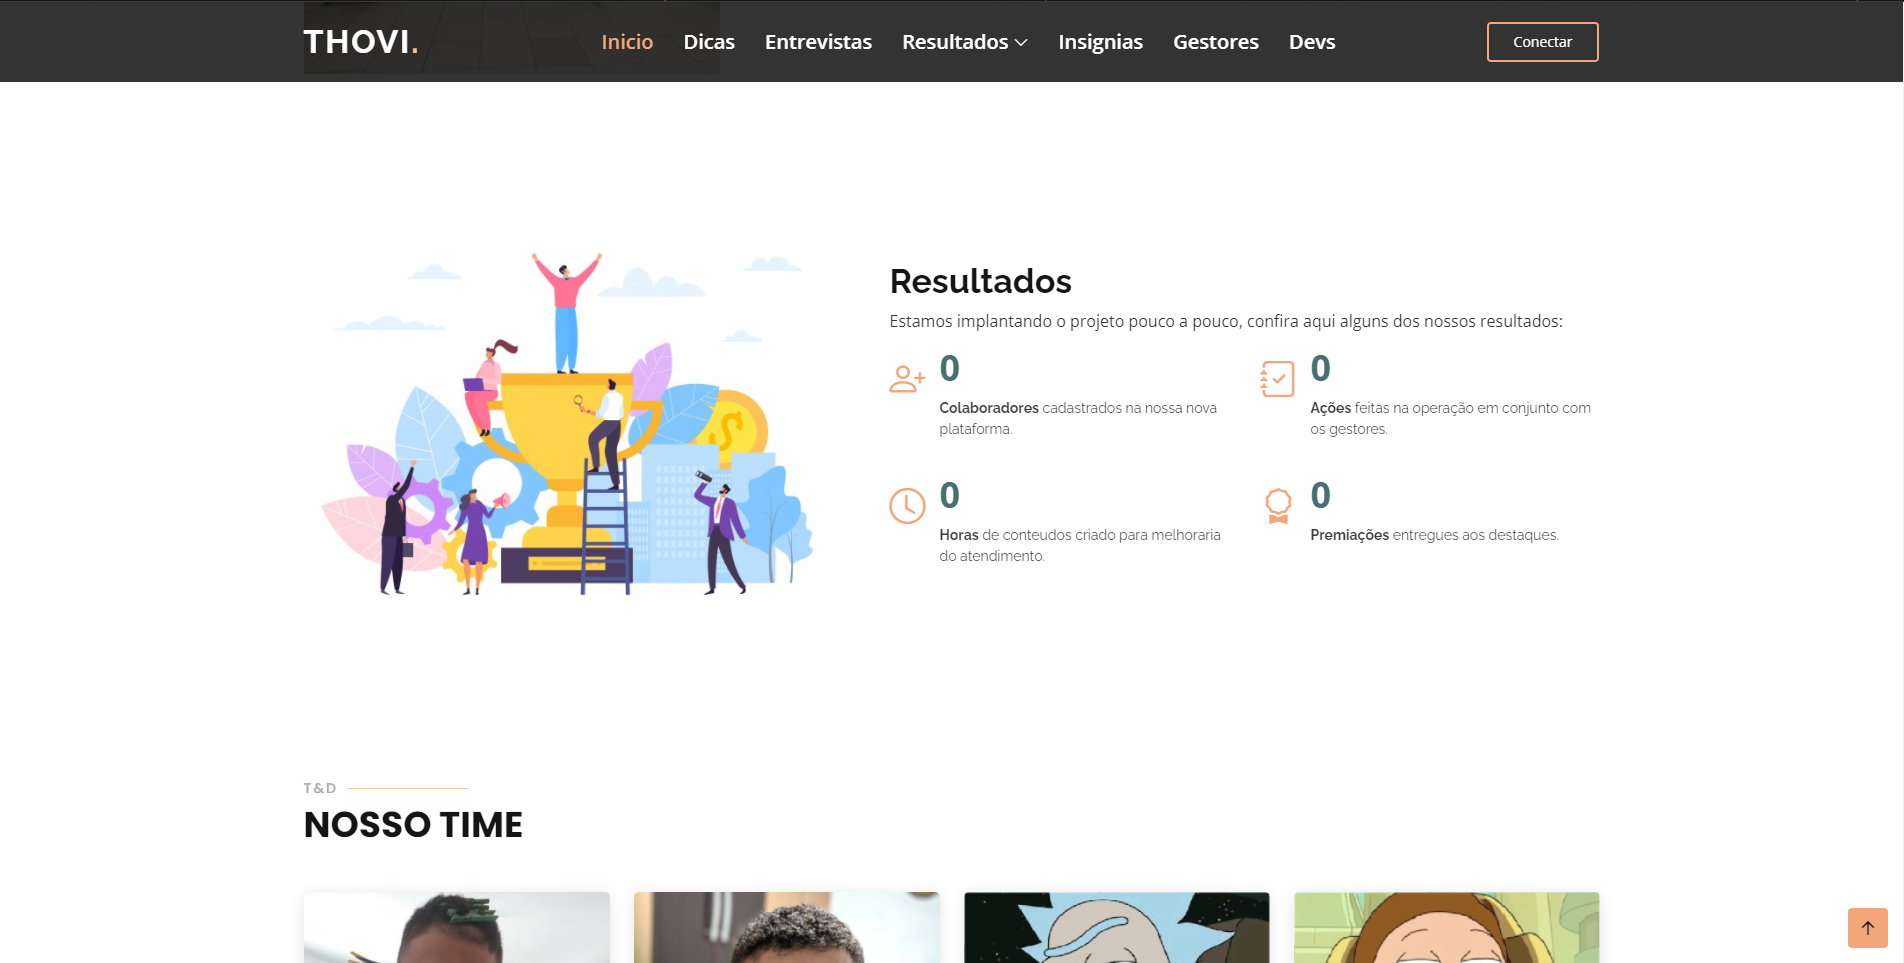 THOVI.
Inicio Dicas Entrevistas Resultados Insignias Gestores Devs
Conectar
Resultados
Estamos implantando o projeto pouco a pouco, confira aqui alguns dos nossos resultados:
0
Colaboradores cadastrados na nossa nova
plataforma.
0
Ações feitas na operação em conjunto com
os gestores.
0
Horas de conteudos criado para melhoraria
do atendimento.
0
Premiações entregues aos destaques.
T&D
NOSSO TIME